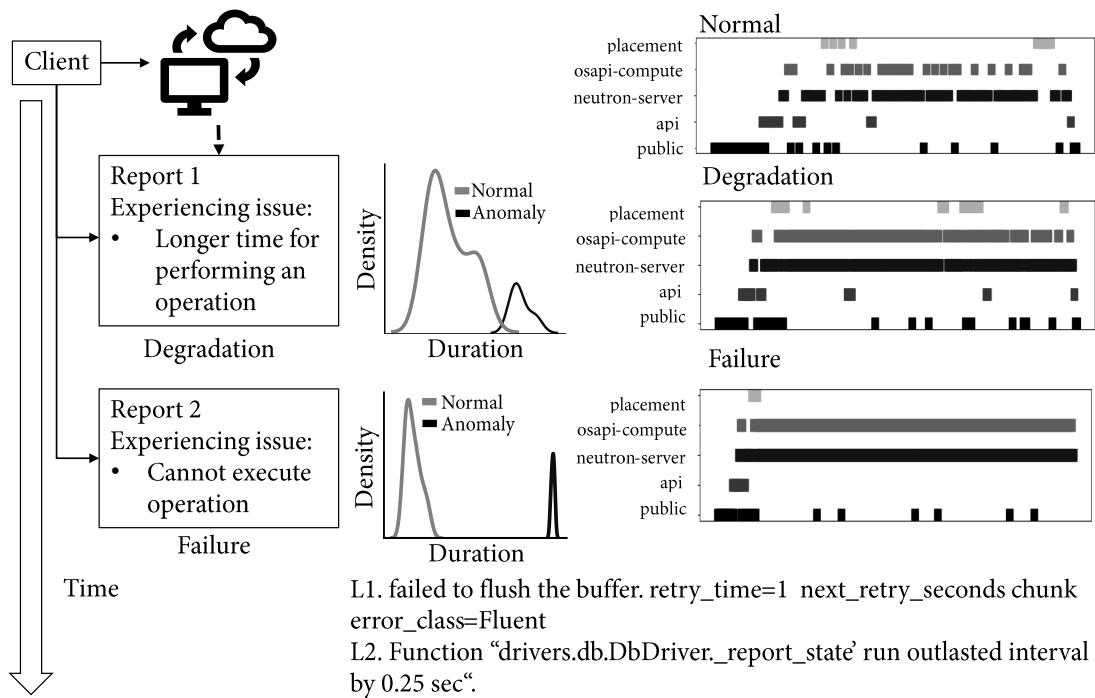 Client
Report 1
Experiencing issue:
• Longer time for
performing an
operation
Degradation
Report 2
Experiencing issue:
• Cannot execute
operation
Failure
Time
Density
Normal
Anomaly
Duration
Density
Normal
Anomaly
Duration
Normal
placement
osapi-compute
neutron-server
api
public
Degradation
placement
osapi-compute
neutron-server
api
public
Failure
placement
osapi-compute
neutron-server
api
public
L1. failed to flush the buffer. retry_time=1 next_retry_seconds chunk
error_class=Fluent
L2. Function “drivers.db.DbDriver._report_state’ run outlasted interval
by 0.25 sec“.